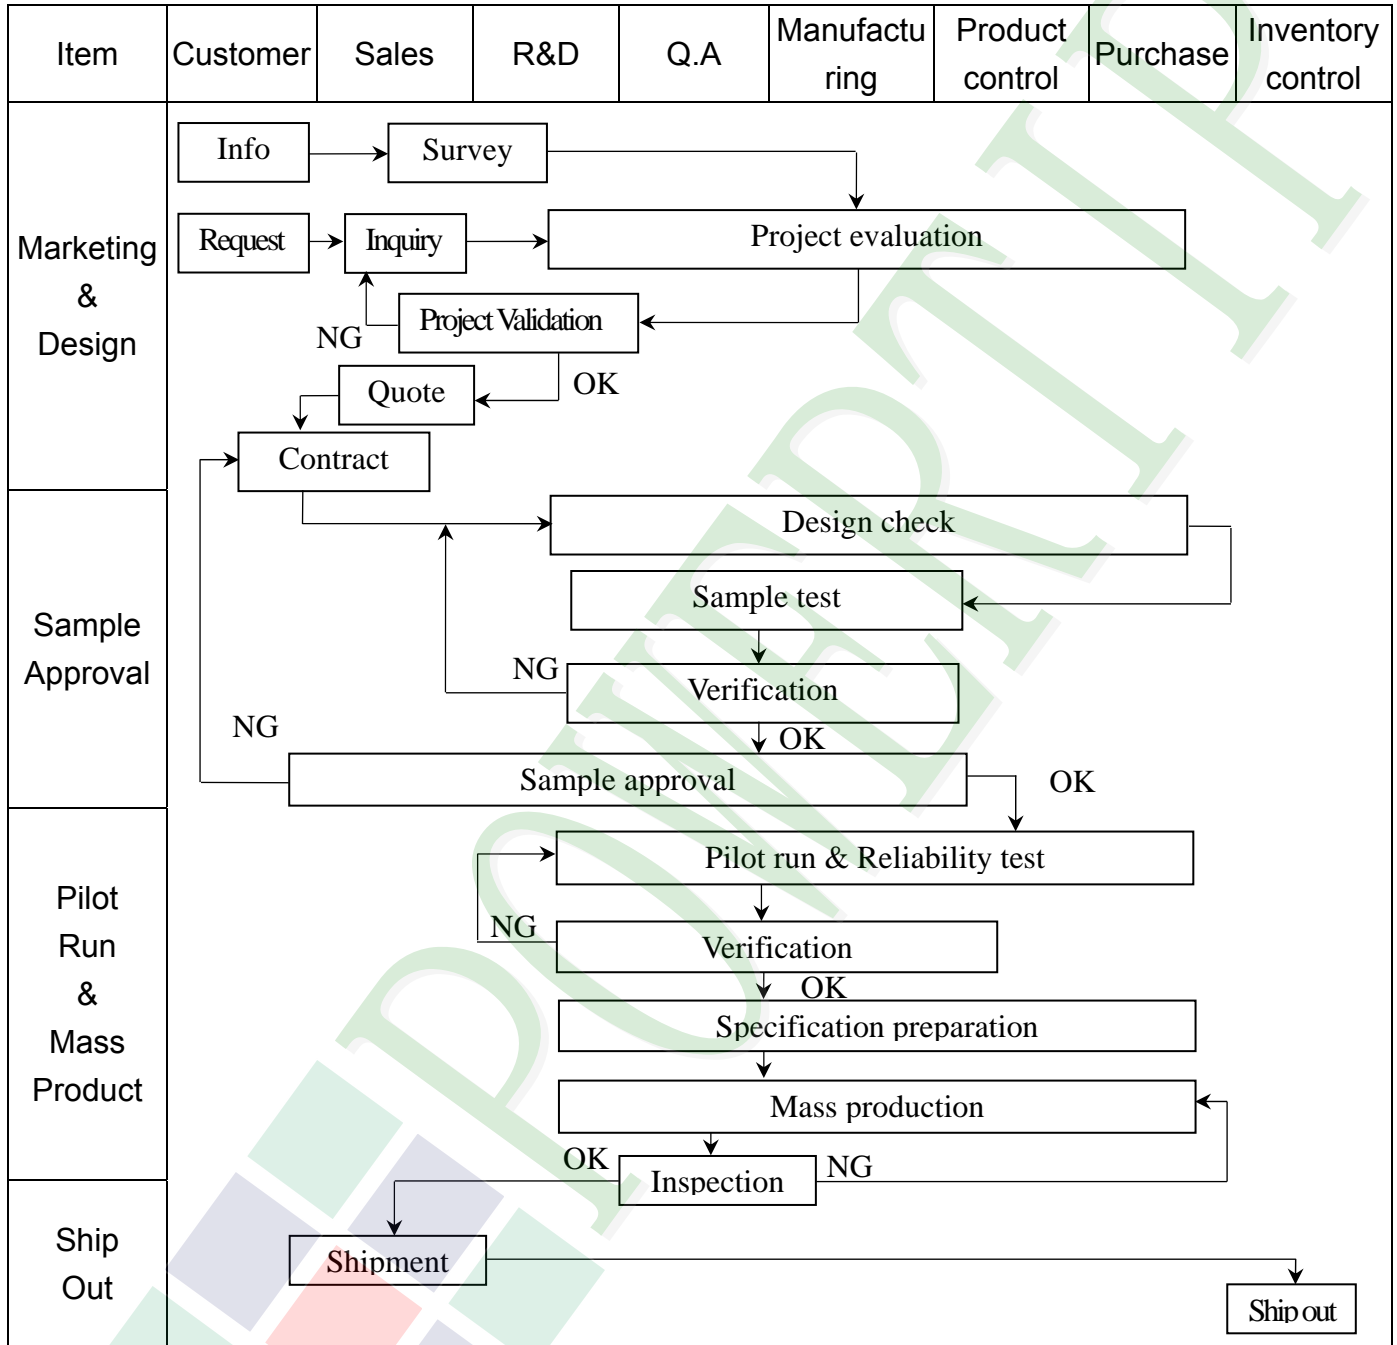 Item
Customer
Sales
R&D
Q.A
Manufactu
ring
Product
control
Purchase
Inventory
control
Marketing
&
Design
Info
Survey
Request
Inquiry
Project evaluation
NG
Project Validation
Quote
OK
Contract
Sample
Approval
Design check
Sample test
NG
Verification
NG
OK
Sample approval
OK
Pilot
Run
&
Mass
Product
Pilot run & Reliability test
NG
Verification
OK
Specification preparation
Mass production
OK
Inspection
NG
Ship
Out
Shipment
Ship out
POWERTIP